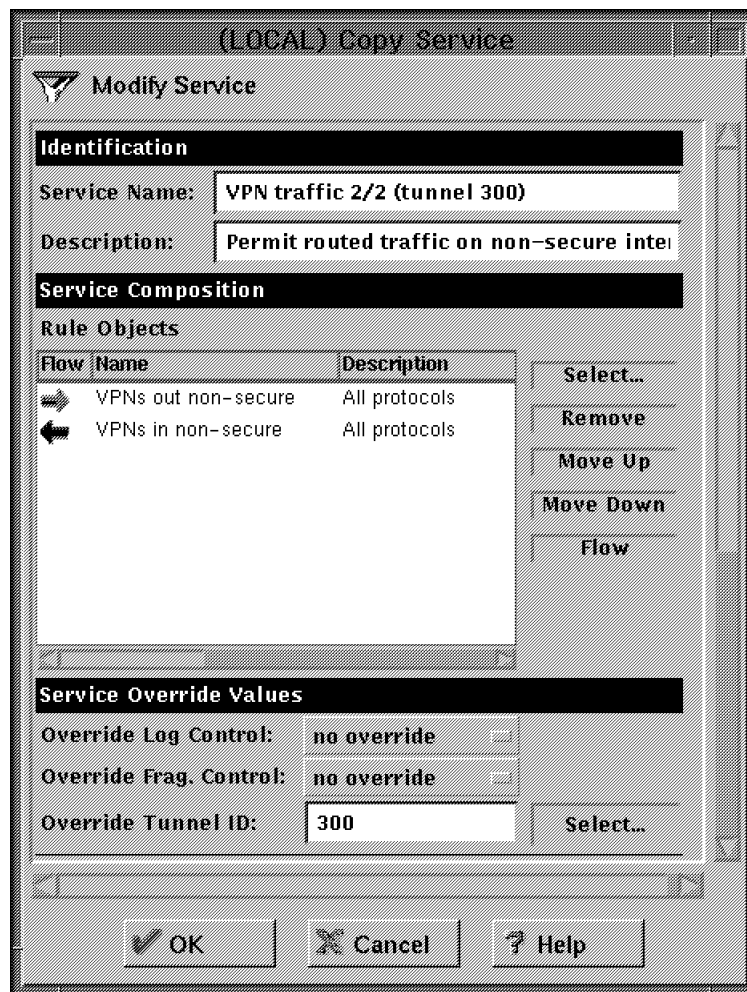 (LOCAL) Copy Service
Modify Service
Identification
Service Name: VPN traffic 2/2 (tunnel 300)
Description: Permit routed traffic on non-secure
Service Composition
Rule Objects
Flow Name Description
VPNs out non-secure All protocols
VPNs in non-secure All protocols
Select...
Remove
Move Up
Move Down
Flow
Service Override Values
Override Log Control: no override
Override Frag. Control: no override
Override Tunnel ID: 300 Select...
OK Cancel ? Help